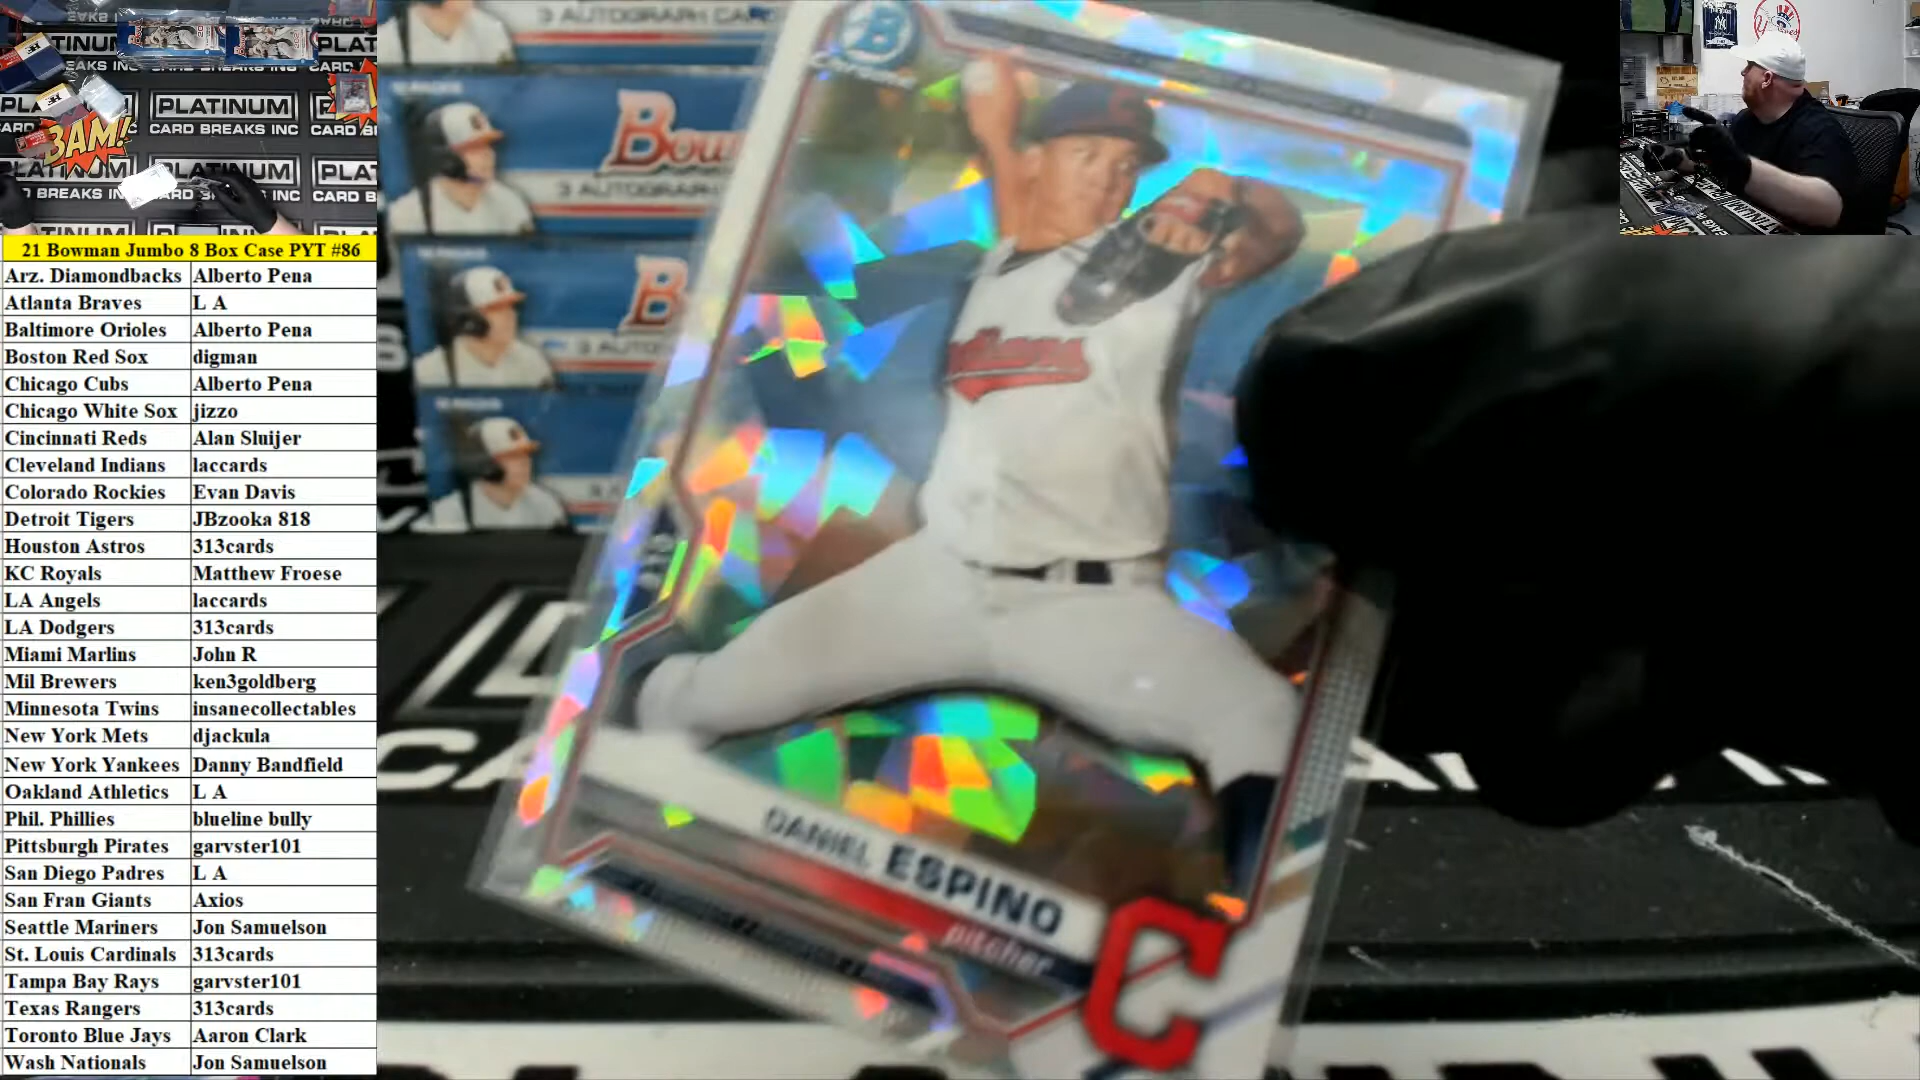 PLATINUM
CARD BREAKS INC
BAM!
21 Bowman Jumbo 8 Box Case PYT #86
Arz. Diamondbacks Alberto Pena
Atlanta Braves L A
Baltimore Orioles Alberto Pena
Boston Red Sox digman
Chicago Cubs Alberto Pena
Chicago White Sox jizzo
Cincinnati Reds Alan Sluijer
Cleveland Indians laccards
Colorado Rockies Evan Davis
Detroit Tigers JBzooka 818
Houston Astros 313cards
KC Royals Matthew Froese
LA Angels laccards
LA Dodgers 313cards
Miami Marlins John R
Mil Brewers ken3goldberg
Minnesota Twins insanecollectables
New York Mets djackula
New York Yankees Danny Bandfield
Oakland Athletics L A
Phil. Phillies blueline bully
Pittsburgh Pirates garvster101
San Diego Padres L A
San Fran Giants Axios
Seattle Mariners Jon Samuelson
St. Louis Cardinals 313cards
Tampa Bay Rays garvster101
Texas Rangers 313cards
Toronto Blue Jays Aaron Clark
Wash Nationals Jon Samuelson
3 AUTOGRAPH CARD
Bow
3 AUTOGRAPH
B
3 AUTO
B
Chrome
C
Indians
DANIEL ESPINO
pitcher
C